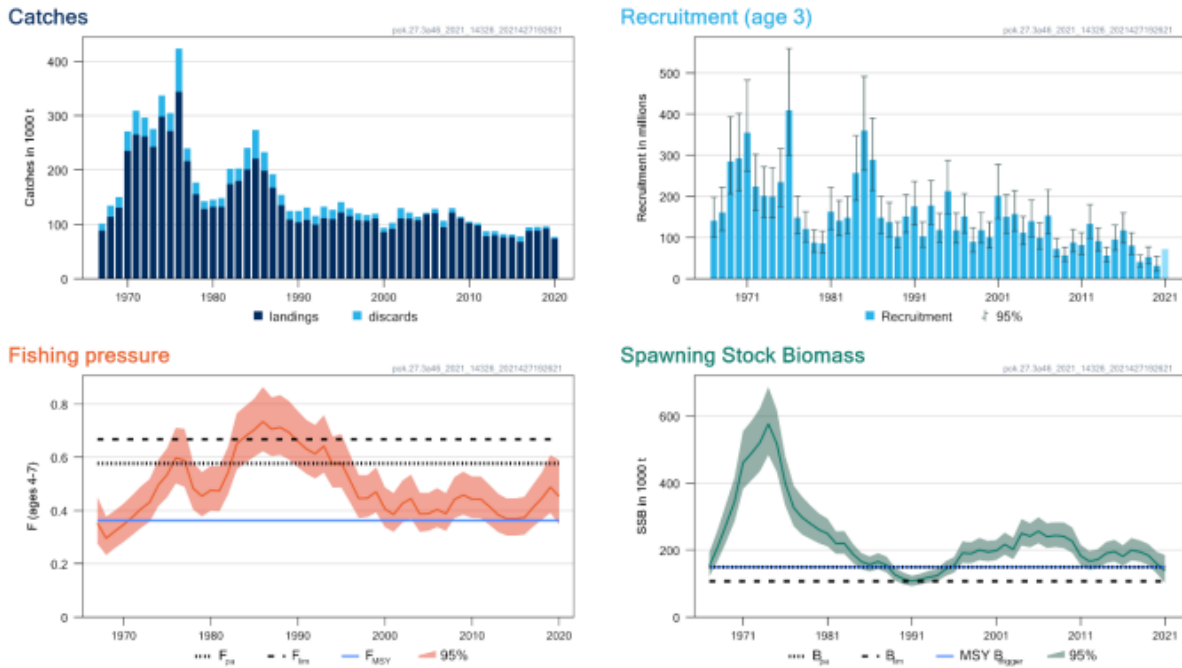 Catches
pok.27.3a46_2021_14326_2021427192621
Catches in 1000 t
400
300
200
100
0
1970
1980
1990
2000
2010
2020
landings discards
Recruitment (age 3)
pok.27.3a46_2021_14326_2021427192621
Recruitment in millions
500
400
300
200
100
0
1971
1981
1991
2001
2011
2021
Recruitment 95%
Fishing pressure
pok.27.3a46_2021_14326_2021427192621
F (ages 4-7)
0.8
0.6
0.4
0.2
0
1970
1980
1990
2000
2010
2020
Fpa Flim FMSY 95%
Spawning Stock Biomass
pok.27.3a46_2021_14326_2021427192621
SSB in 1000 t
600
400
200
0
1971
1981
1991
2001
2011
2021
Bpa Blim MSY Btrigger 95%